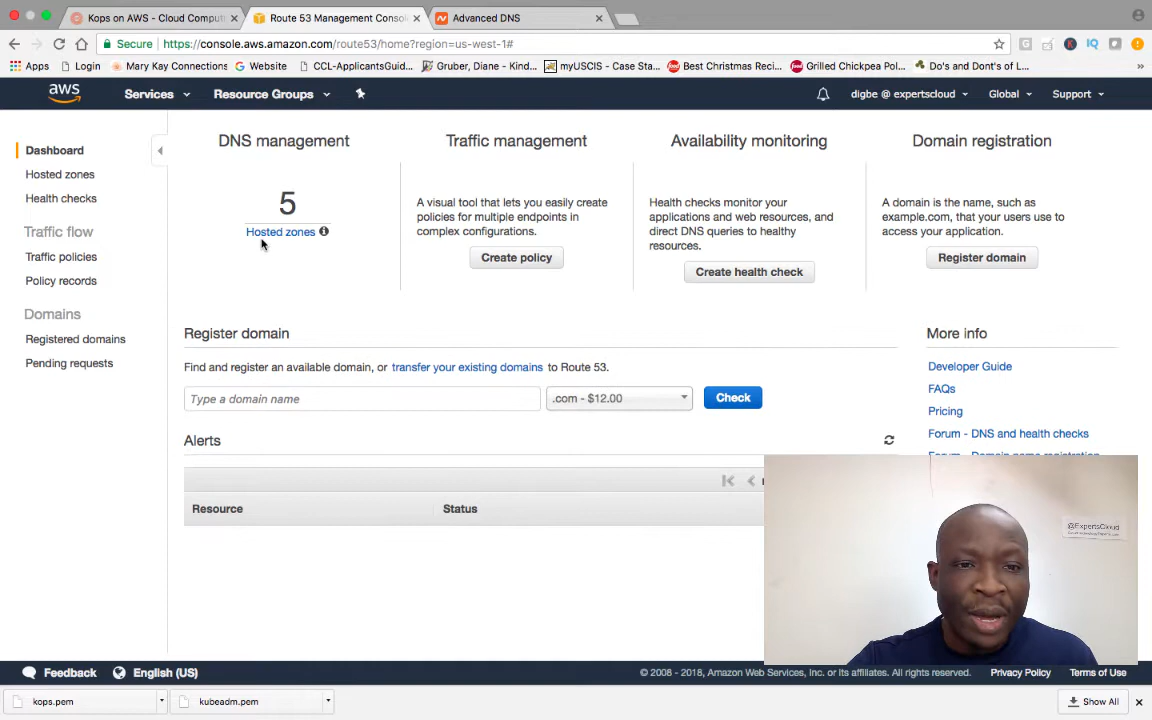 Kops on AWS - Cloud Comput
Route 53 Management Conso
Advanced DNS
Secure
https://console.aws.amazon.com/route53/home?region=us-west-1#
Apps
Login
Mary Kay Connections
Website
CCL-ApplicantsGuid...
Gruber, Diane - Kind...
myUSCIS - Case Sta...
Best Christmas Reci...
Grilled Chickpea Pol...
Do's and Dont's of L...
aws
Services
Resource Groups
digbe @ expertscloud
Global
Support
Dashboard
Hosted zones
Health checks
Traffic flow
Traffic policies
Policy records
Domains
Registered domains
Pending requests
DNS management
5
Hosted zones
Traffic management
A visual tool that lets you easily create
policies for multiple endpoints in
complex configurations.
Create policy
Availability monitoring
Health checks monitor your
applications and web resources, and
direct DNS queries to healthy
resources.
Create health check
Domain registration
A domain is the name, such as
example.com, that your users use to
access your application.
Register domain
Register domain
Find and register an available domain, or transfer your existing domains to Route 53.
Type a domain name
.com - $12.00
Check
Alerts
Resource
Status
More info
Developer Guide
FAQs
Pricing
Forum - DNS and health checks
Forum - Domain name registration
@ExpertsCloud
Feedback
English (US)
© 2008 - 2018, Amazon Web Services, Inc. or its affiliates. All rights reserved.
Privacy Policy
Terms of Use
kops.pem
kubeadm.pem
Show All